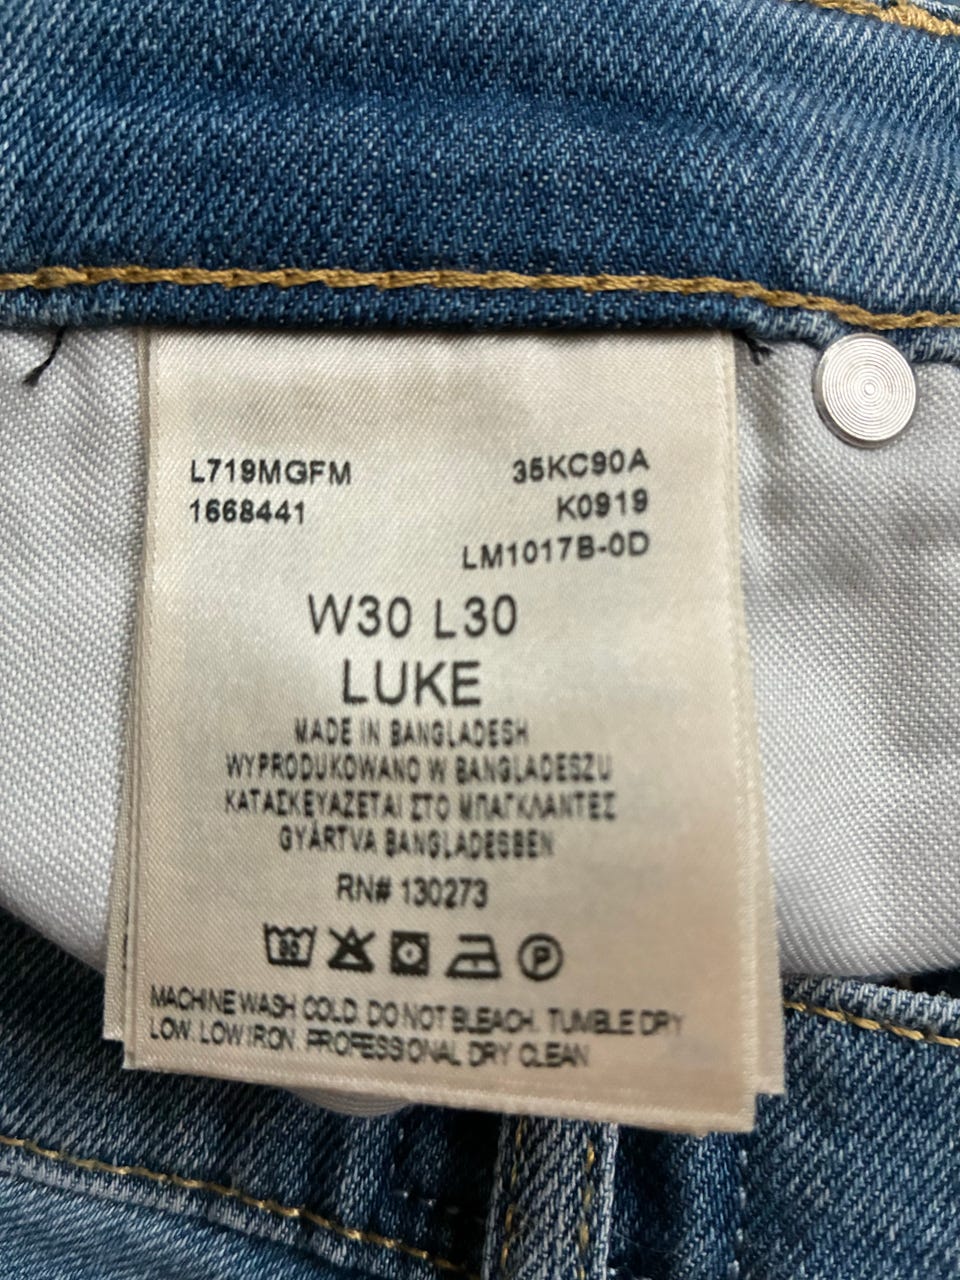 L719MGFM 35KC90A
1668441 K0919
LM1017B-0D
W30 L30
LUKE
MADE IN BANGLADESH
WYPRODUKOWANO W BANGLADESZU
ΚΑΤΑΣΚΕΥΑΖΕΤΑΙ ΣΤΟ ΜΠΑΓΚΛΑΝΤΕΣ
GYÁRTVA BANGLADESBEN
RN# 130273
30 P
MACHINE WASH COLD. DO NOT BLEACH. TUMBLE DRY
LOW. LOW IRON. PROFESSIONAL DRY CLEAN